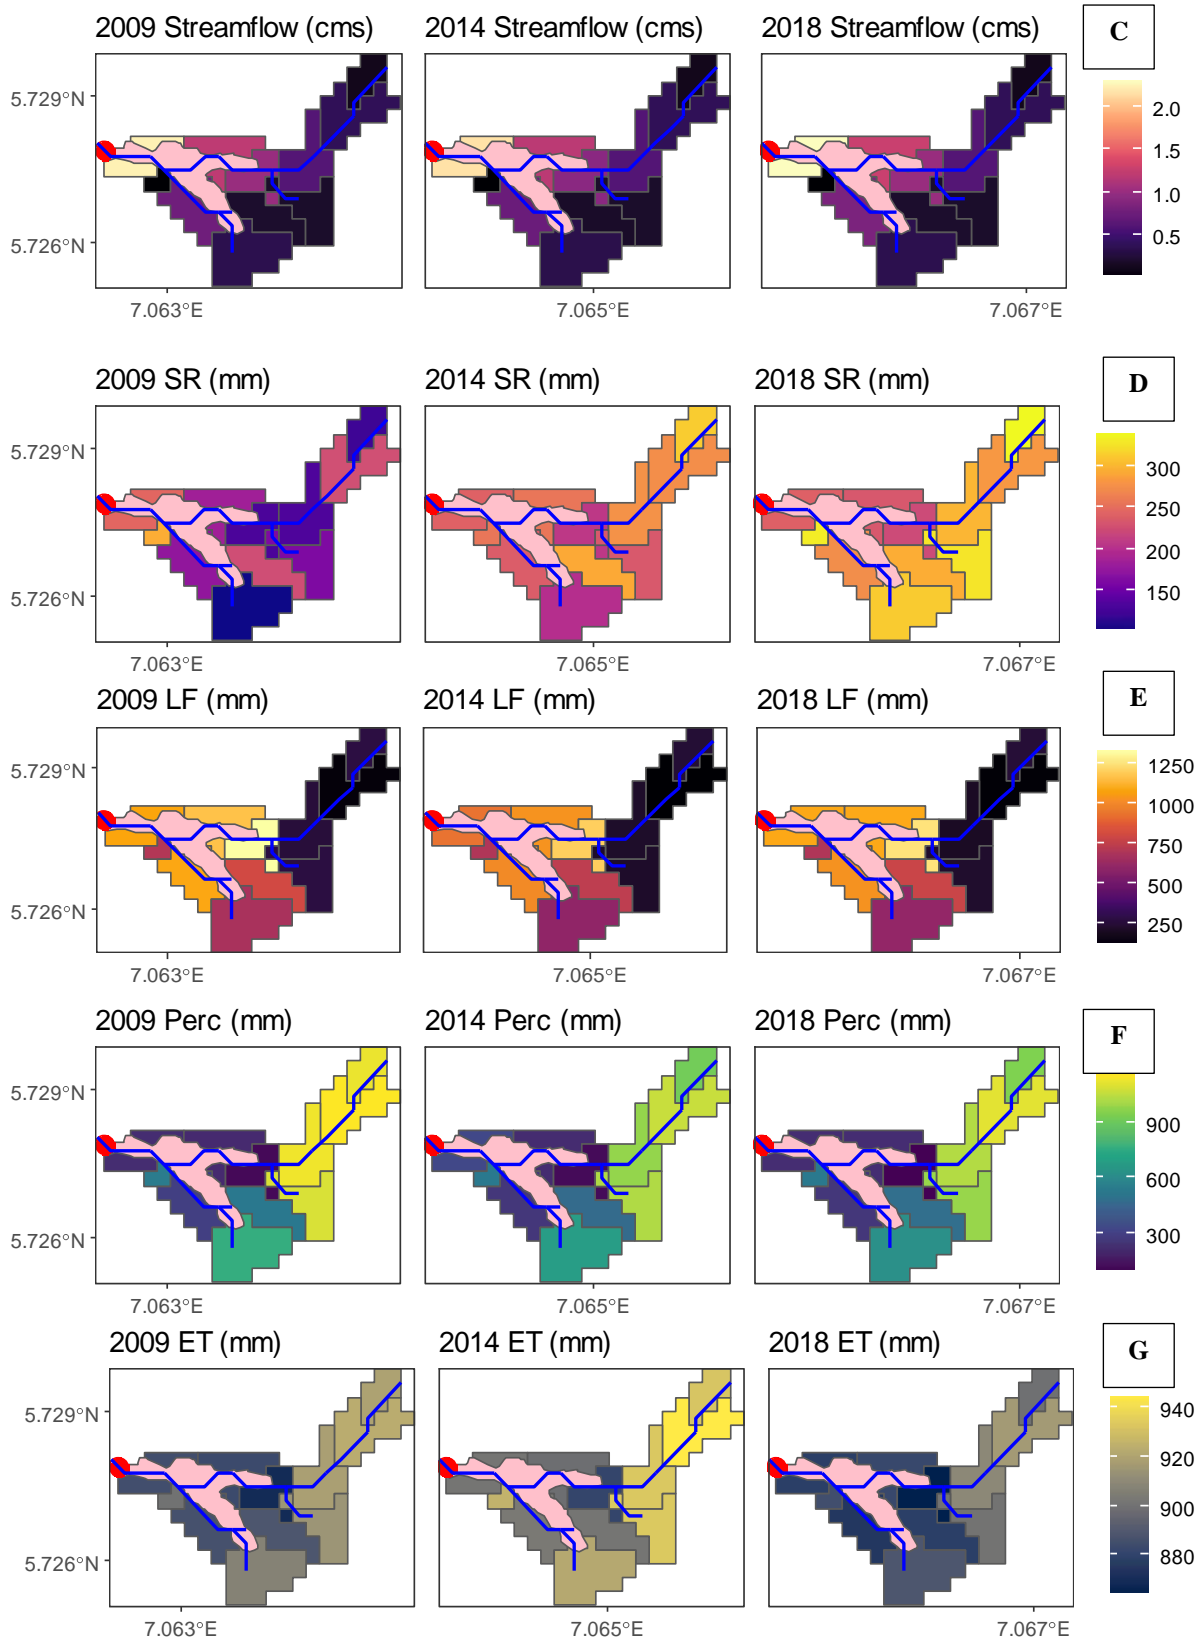 2009 Streamflow (cms)
2014 Streamflow (cms)
2018 Streamflow (cms)
C
5.729°N
5.726°N
7.063°E
7.065°E
7.067°E
2.0
1.5
1.0
0.5
2009 SR (mm)
2014 SR (mm)
2018 SR (mm)
D
5.729°N
5.726°N
7.063°E
7.065°E
7.067°E
300
250
200
150
2009 LF (mm)
2014 LF (mm)
2018 LF (mm)
E
5.729°N
5.726°N
7.063°E
7.065°E
7.067°E
1250
1000
750
500
250
2009 Perc (mm)
2014 Perc (mm)
2018 Perc (mm)
F
5.729°N
5.726°N
7.063°E
7.065°E
7.067°E
900
600
300
2009 ET (mm)
2014 ET (mm)
2018 ET (mm)
G
5.729°N
5.726°N
7.063°E
7.065°E
7.067°E
940
920
900
880